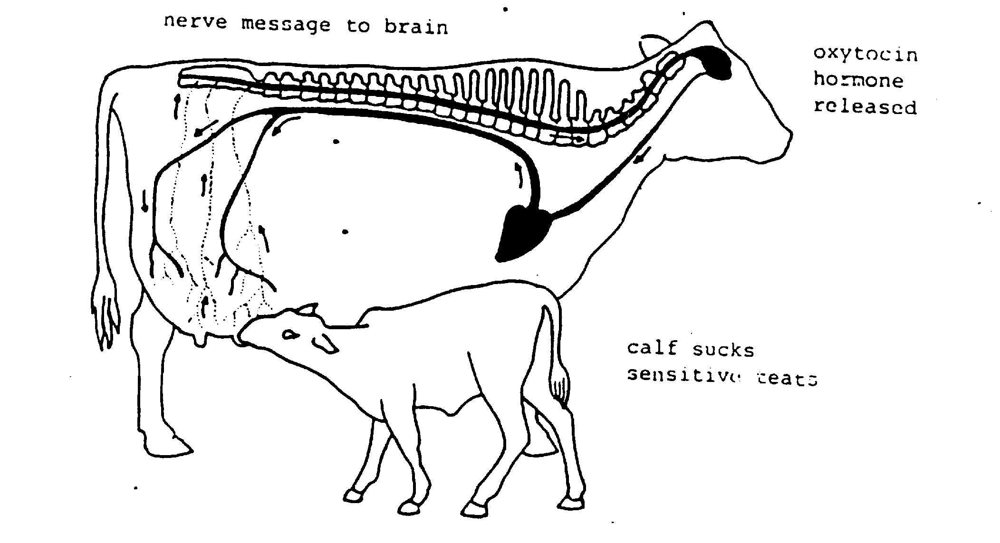 nerve message to brain
oxytocin
hormone
released
calf sucks
sensitive teats